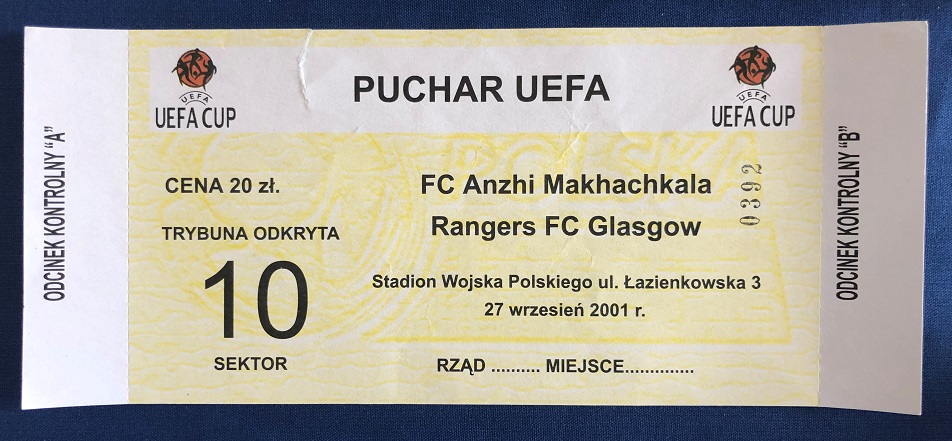 ODCINEK KONTROLNY "A"
UEFA
UEFA CUP
PUCHAR UEFA
UEFA
UEFA CUP
POLSKA
CENA 20 zł.
TRYBUNA ODKRYTA
10
SEKTOR
FC Anzhi Makhachkala
Rangers FC Glasgow
0392
Stadion Wojska Polskiego ul. Łazienkowska 3
27 wrzesień 2001 r.
RZĄD .......... MIEJSCE..............
ODCINEK KONTROLNY "B"